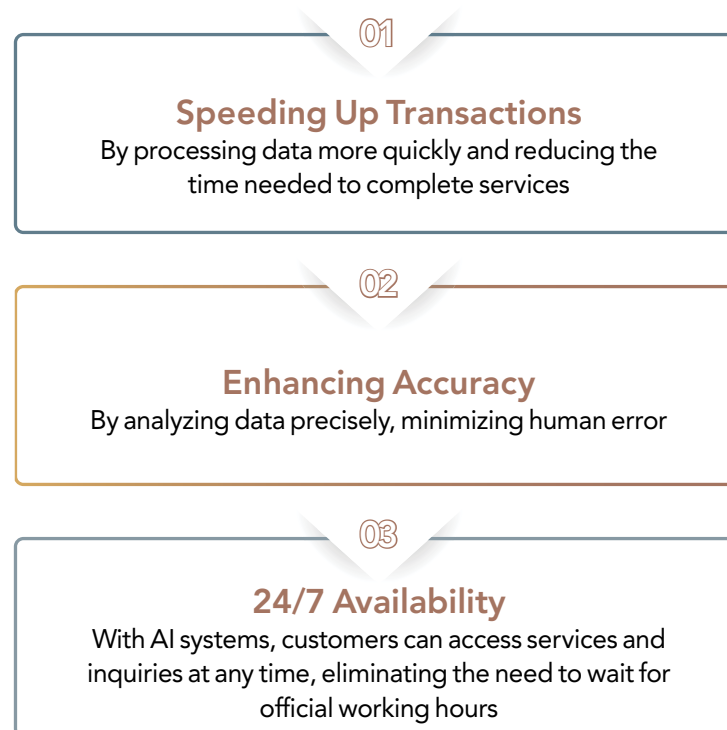 01
Speeding Up Transactions
By processing data more quickly and reducing the
time needed to complete services
02
Enhancing Accuracy
By analyzing data precisely, minimizing human error
03
24/7 Availability
With AI systems, customers can access services and
inquiries at any time, eliminating the need to wait for
official working hours